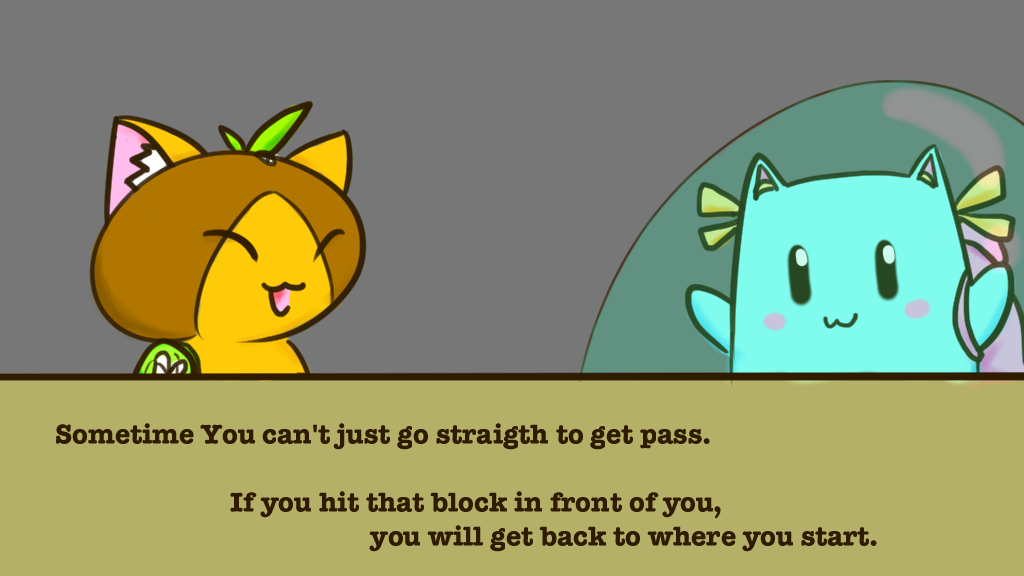 Sometime You can't just go straigth to get pass.
If you hit that block in front of you,
you will get back to where you start.